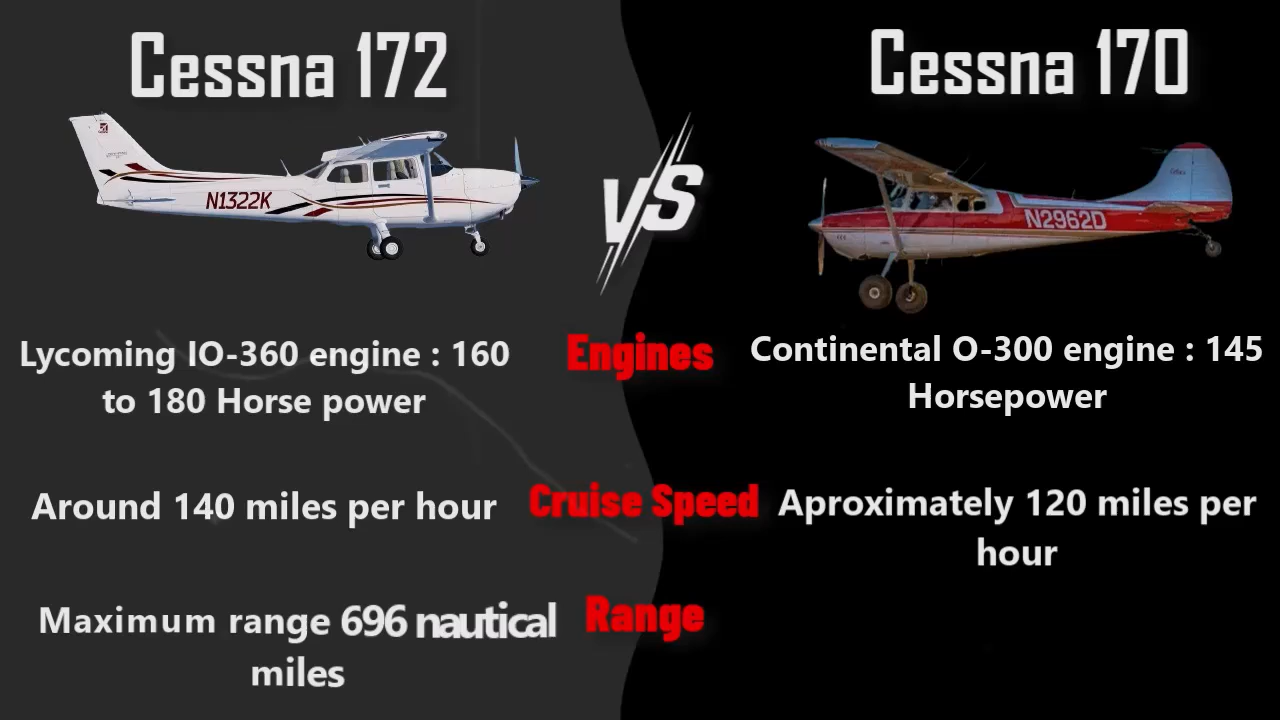 Cessna 172
Cessna 170
N1322K
VS
N2962D
Lycoming IO-360 engine : 160
to 180 Horse power
Engines
Continental O-300 engine : 145
Horsepower
Around 140 miles per hour
Cruise Speed
Aproximately 120 miles per
hour
Maximum range 696 nautical
miles
Range